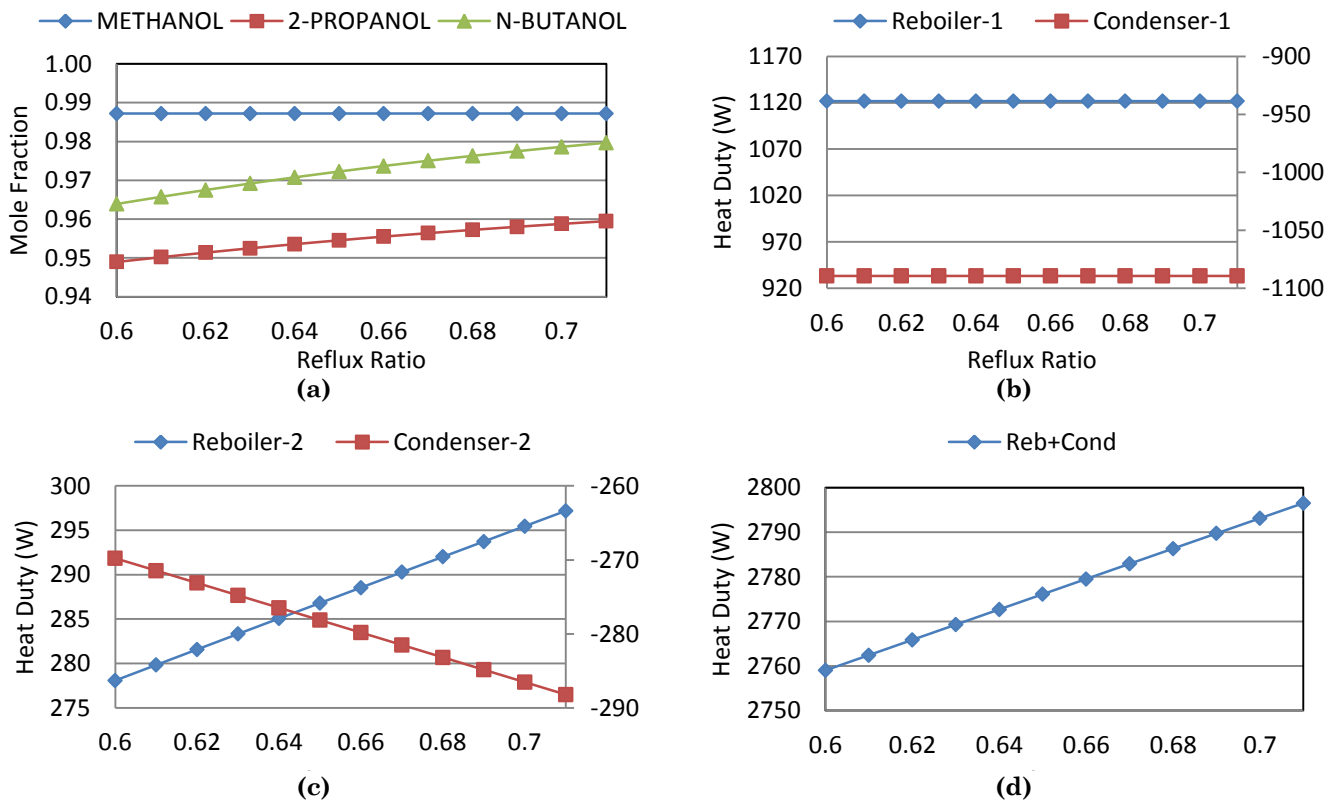 METHANOL 2-PROPANOL N-BUTANOL
Mole Fraction
1.00
0.99
0.98
0.97
0.96
0.95
0.94
0.6 0.62 0.64 0.66 0.68 0.7
Reflux Ratio
(a)
Reboiler-1 Condenser-1
Heat Duty (W)
1170 -900
1120 -950
1070 -1000
1020 -1050
970 -1100
920
0.6 0.62 0.64 0.66 0.68 0.7
Reflux Ratio
(b)
Reboiler-2 Condenser-2
Heat Duty (W)
300 -260
295 -270
290 -280
285 -290
280
275
0.6 0.62 0.64 0.66 0.68 0.7
(c)
Reb+Cond
Heat Duty (W)
2800
2790
2780
2770
2760
2750
0.6 0.62 0.64 0.66 0.68 0.7
(d)